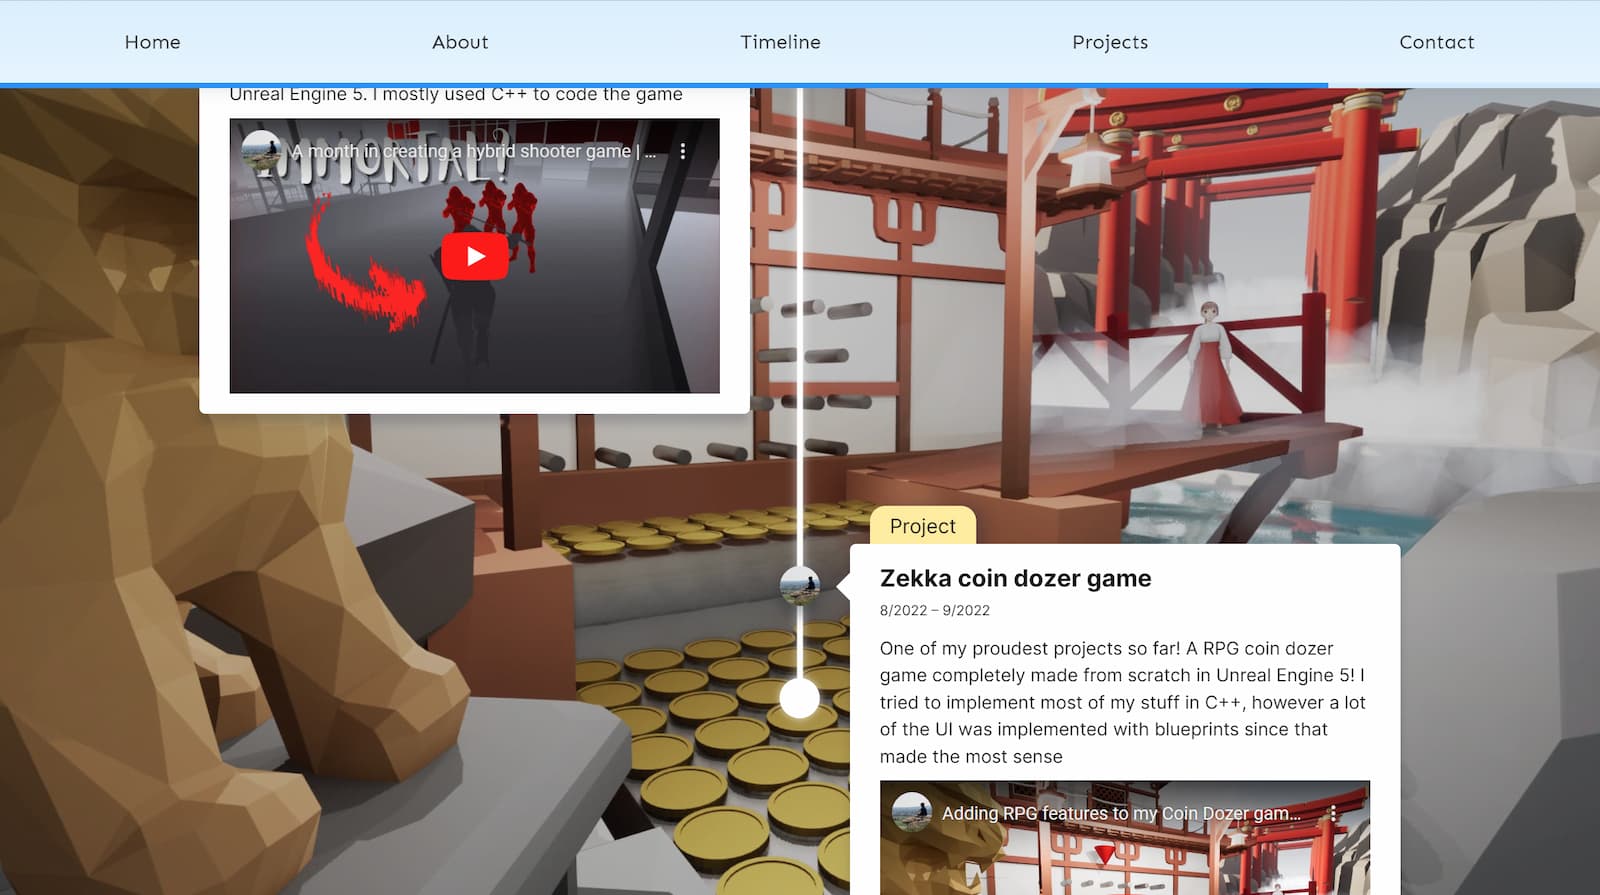 Home About Timeline Projects Contact
Unreal Engine 5. I mostly used C++ to code the game
A month in creating a hybrid shooter game | ...
IMMORTAL?
Project
Zekka coin dozer game
8/2022 – 9/2022
One of my proudest projects so far! A RPG coin dozer
game completely made from scratch in Unreal Engine 5! I
tried to implement most of my stuff in C++, however a lot
of the UI was implemented with blueprints since that
made the most sense
Adding RPG features to my Coin Dozer gam...